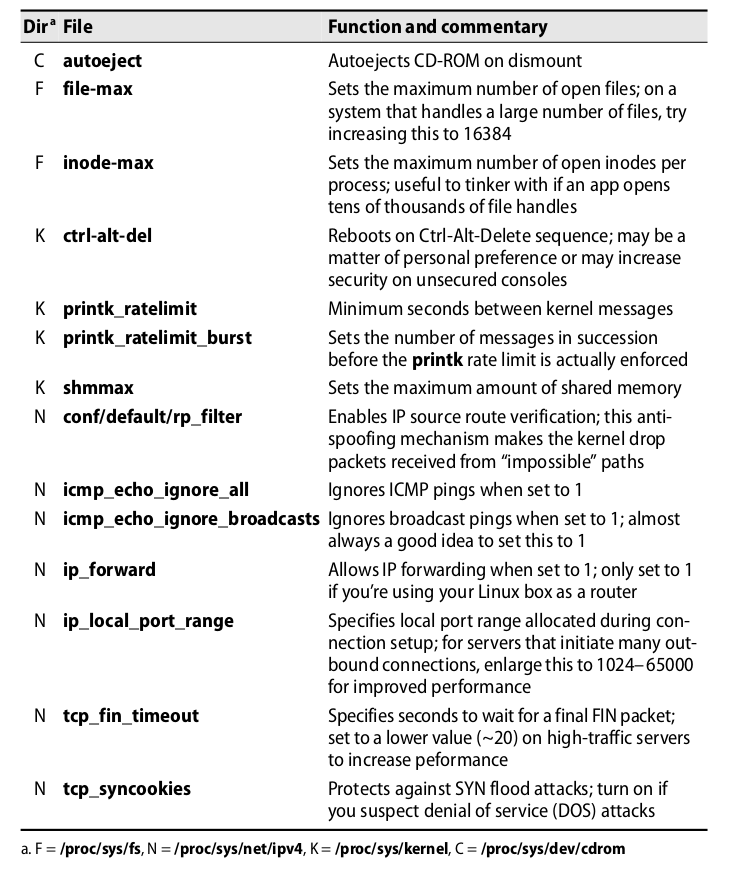 Dir a File Function and commentary
C autoeject Autoejects CD-ROM on dismount
F file-max Sets the maximum number of open files; on a
system that handles a large number of files, try
increasing this to 16384
F inode-max Sets the maximum number of open inodes per
process; useful to tinker with if an app opens
tens of thousands of file handles
K ctrl-alt-del Reboots on Ctrl-Alt-Delete sequence; may be a
matter of personal preference or may increase
security on unsecured consoles
K printk_ratelimit Minimum seconds between kernel messages
K printk_ratelimit_burst Sets the number of messages in succession
before the printk rate limit is actually enforced
K shmmax Sets the maximum amount of shared memory
N conf/default/rp_filter Enables IP source route verification; this anti-
spoofing mechanism makes the kernel drop
packets received from “impossible” paths
N icmp_echo_ignore_all Ignores ICMP pings when set to 1
N icmp_echo_ignore_broadcasts Ignores broadcast pings when set to 1; almost
always a good idea to set this to 1
N ip_forward Allows IP forwarding when set to 1; only set to 1
if you’re using your Linux box as a router
N ip_local_port_range Specifies local port range allocated during con-
nection setup; for servers that initiate many out-
bound connections, enlarge this to 1024–65000
for improved performance
N tcp_fin_timeout Specifies seconds to wait for a final FIN packet;
set to a lower value (~20) on high-traffic servers
to increase peformance
N tcp_syncookies Protects against SYN flood attacks; turn on if
you suspect denial of service (DOS) attacks
a. F = /proc/sys/fs, N = /proc/sys/net/ipv4, K = /proc/sys/kernel, C = /proc/sys/dev/cdrom